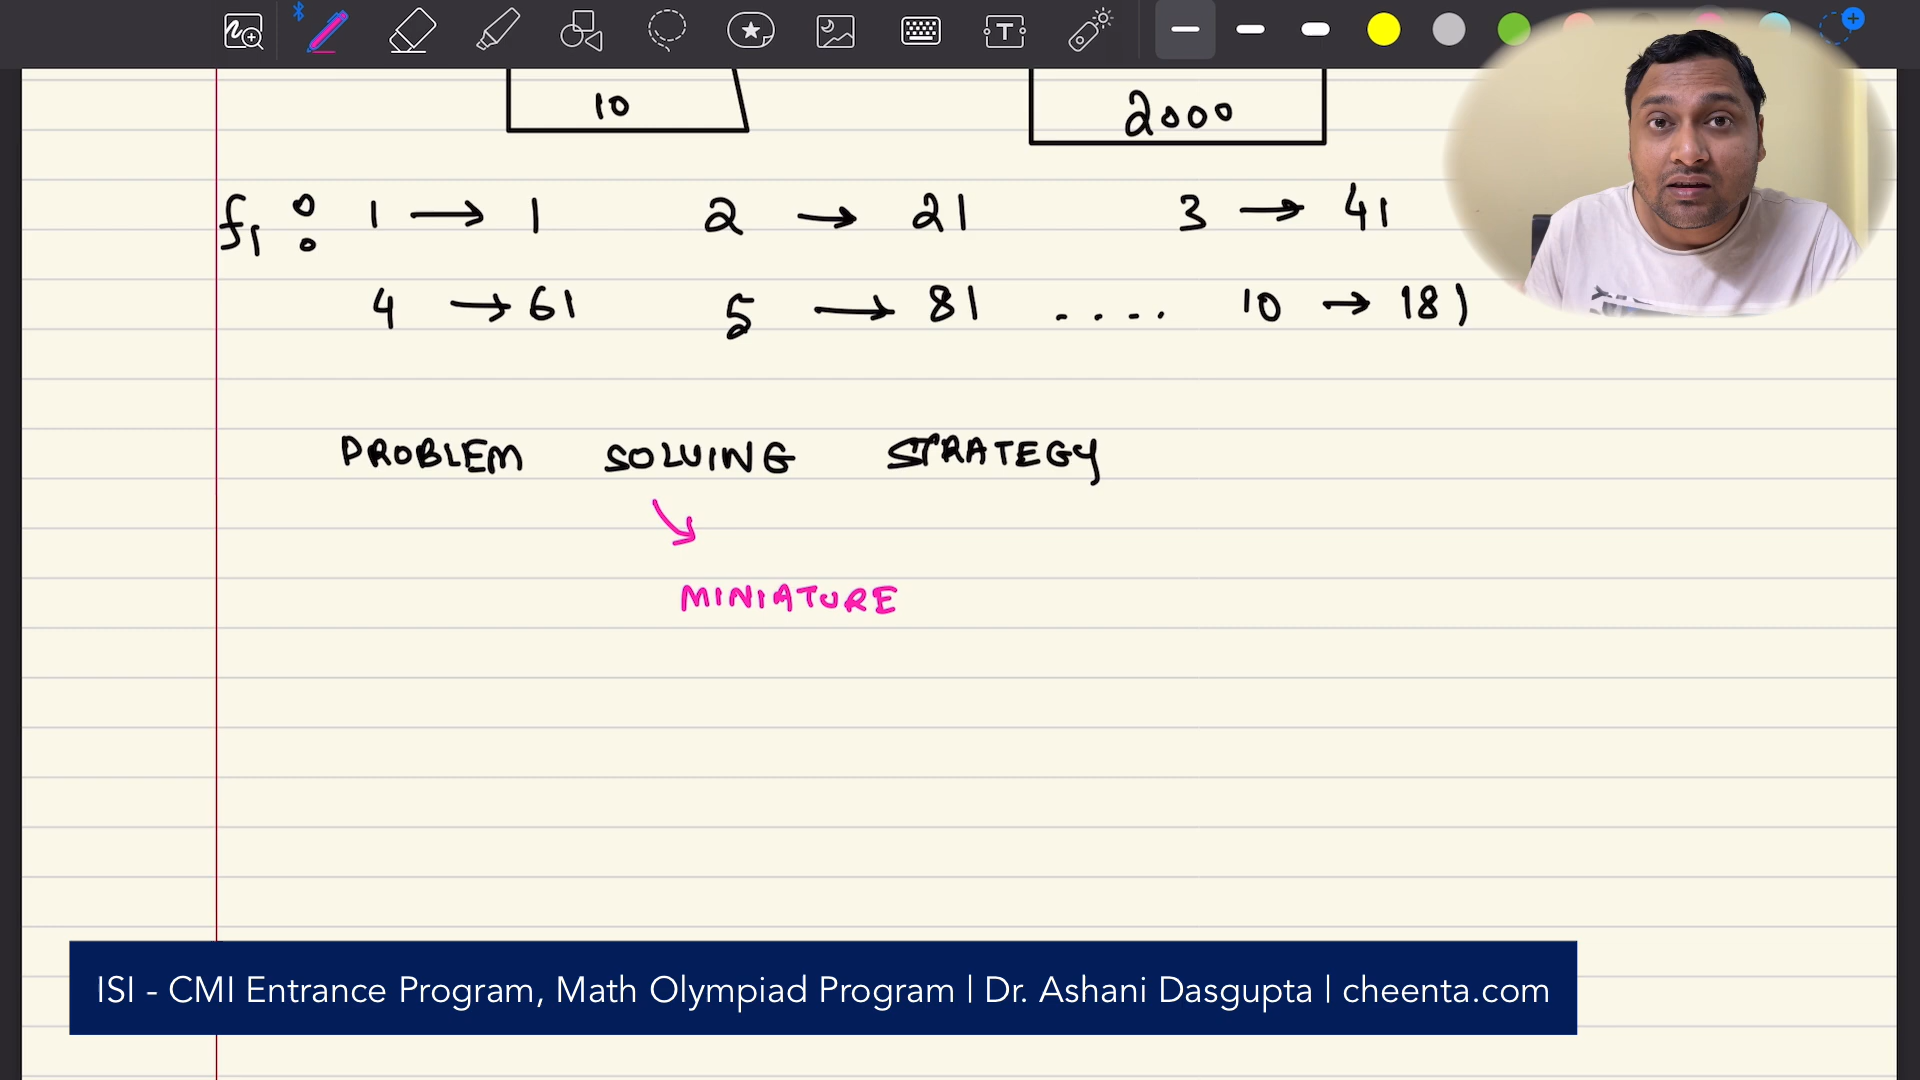 10 2000
f1 : 1 → 1 2 → 21 3 → 41
4 → 61 5 → 81 .... 10 → 181
PROBLEM SOLVING STRATEGY
MINIATURE
ISI - CMI Entrance Program, Math Olympiad Program | Dr. Ashani Dasgupta | cheenta.com